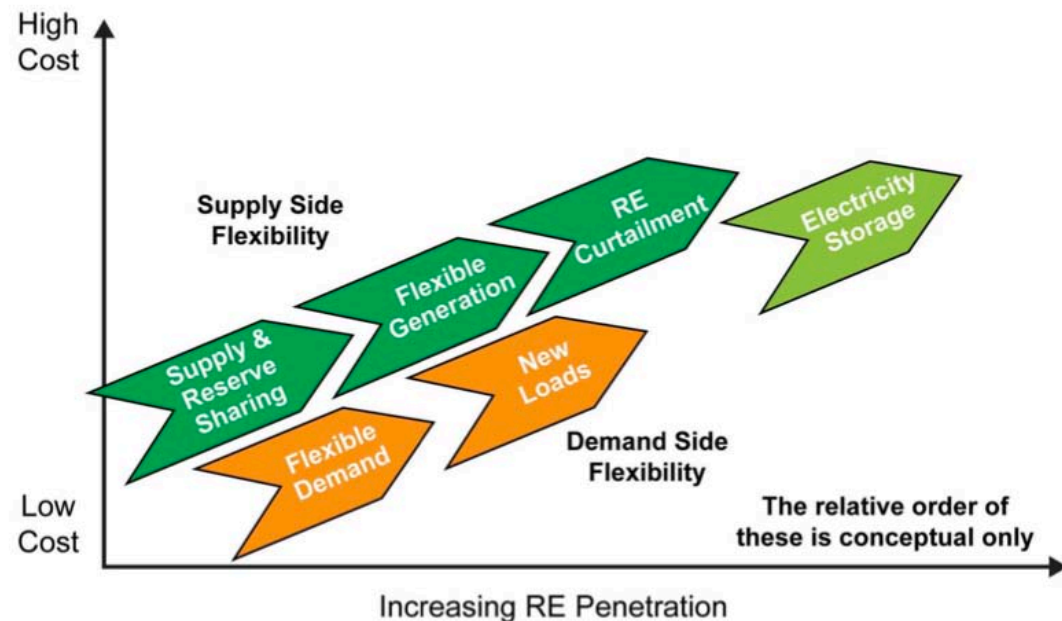 High
Cost
Supply Side
Flexibility
RE
Curtailment
Electricity
Storage
Flexible
Generation
Supply &
Reserve
Sharing
New
Loads
Flexible
Demand
Demand Side
Flexibility
Low
Cost
The relative order of
these is conceptual only
Increasing RE Penetration